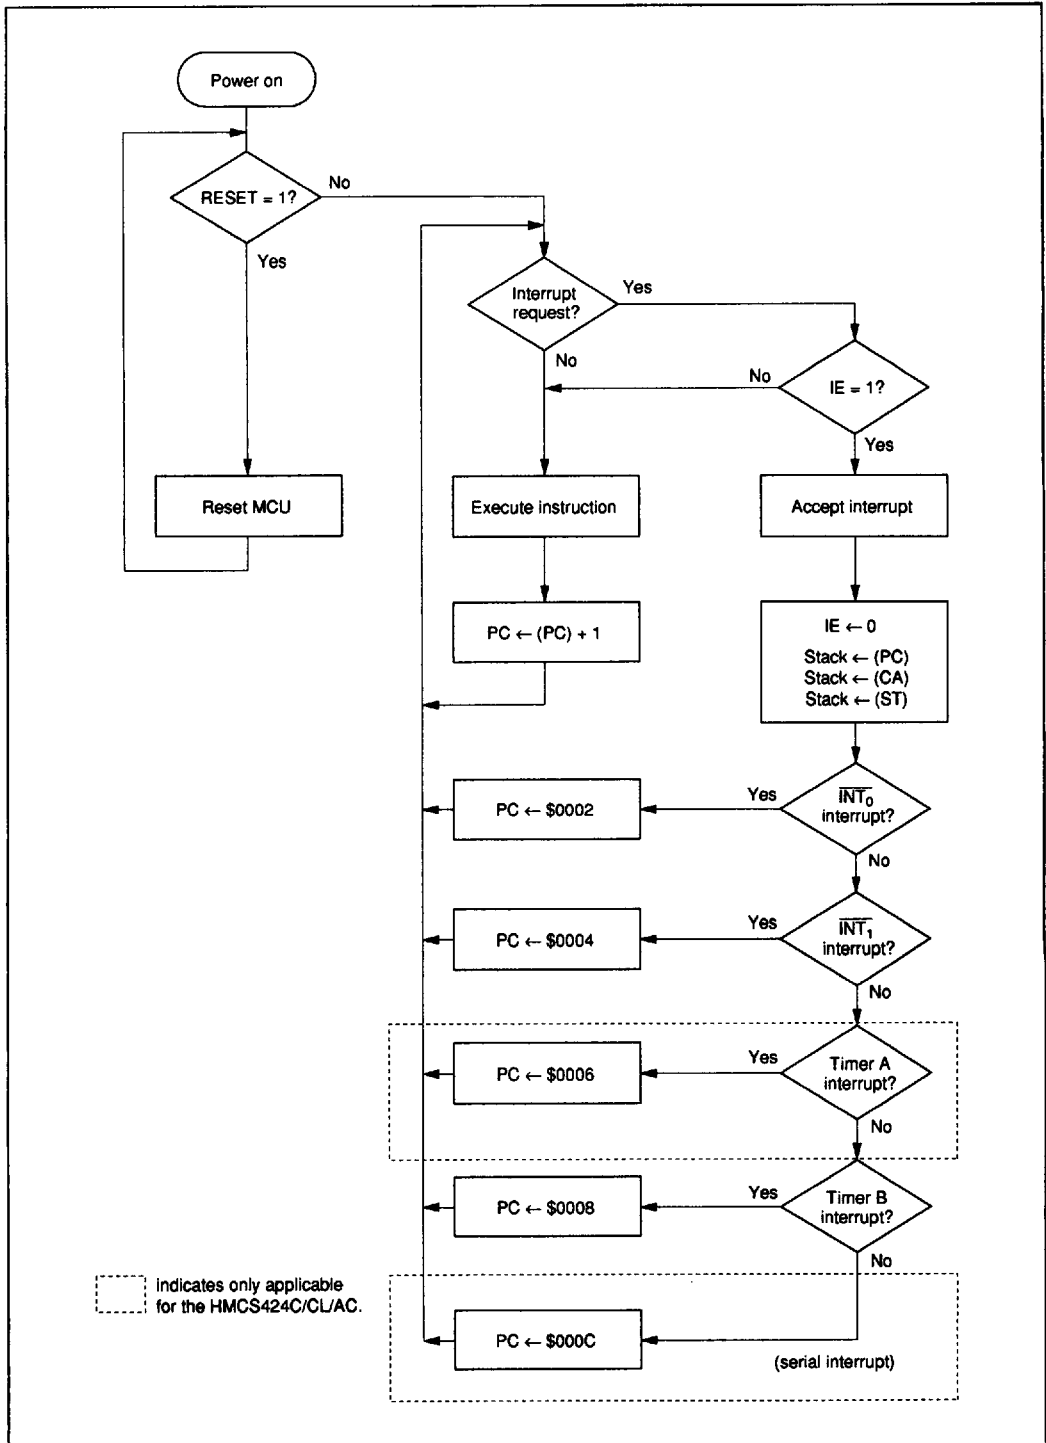 Power on
RESET = 1?
No
Yes
Interrupt
request?
Yes
No
IE = 1?
No
Yes
Reset MCU
Execute instruction
Accept interrupt
PC ← (PC) + 1
IE ← 0
Stack ← (PC)
Stack ← (CA)
Stack ← (ST)
PC ← $0002
Yes
INT0
interrupt?
No
PC ← $0004
Yes
INT1
interrupt?
No
PC ← $0006
Yes
Timer A
interrupt?
No
PC ← $0008
Yes
Timer B
interrupt?
No
indicates only applicable
for the HMCS424C/CL/AC.
PC ← $000C
(serial interrupt)